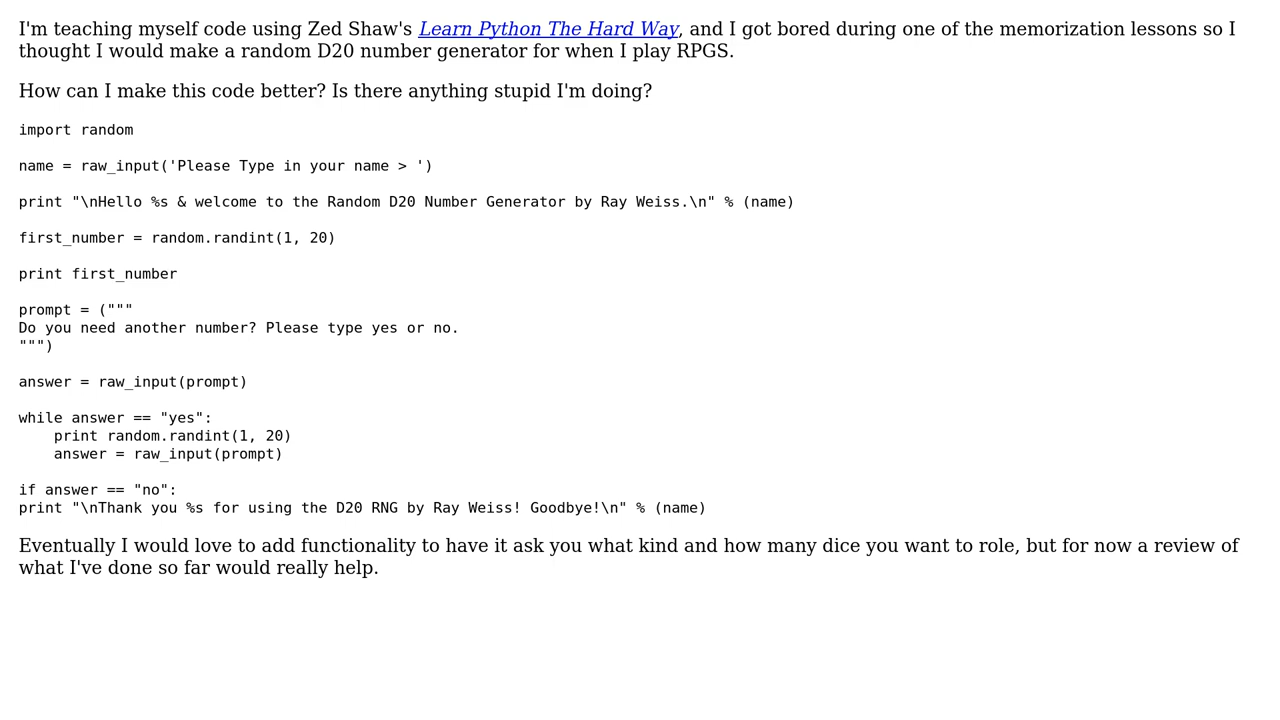 I'm teaching myself code using Zed Shaw's Learn Python The Hard Way, and I got bored during one of the memorization lessons so I
thought I would make a random D20 number generator for when I play RPGS.
How can I make this code better? Is there anything stupid I'm doing?
import random
name = raw_input('Please Type in your name > ')
print "\nHello %s & welcome to the Random D20 Number Generator by Ray Weiss.\n" % (name)
first_number = random.randint(1, 20)
print first_number
prompt = ("""
Do you need another number? Please type yes or no.
""")
answer = raw_input(prompt)
while answer == "yes":
    print random.randint(1, 20)
    answer = raw_input(prompt)
if answer == "no":
print "\nThank you %s for using the D20 RNG by Ray Weiss! Goodbye!\n" % (name)
Eventually I would love to add functionality to have it ask you what kind and how many dice you want to role, but for now a review of
what I've done so far would really help.